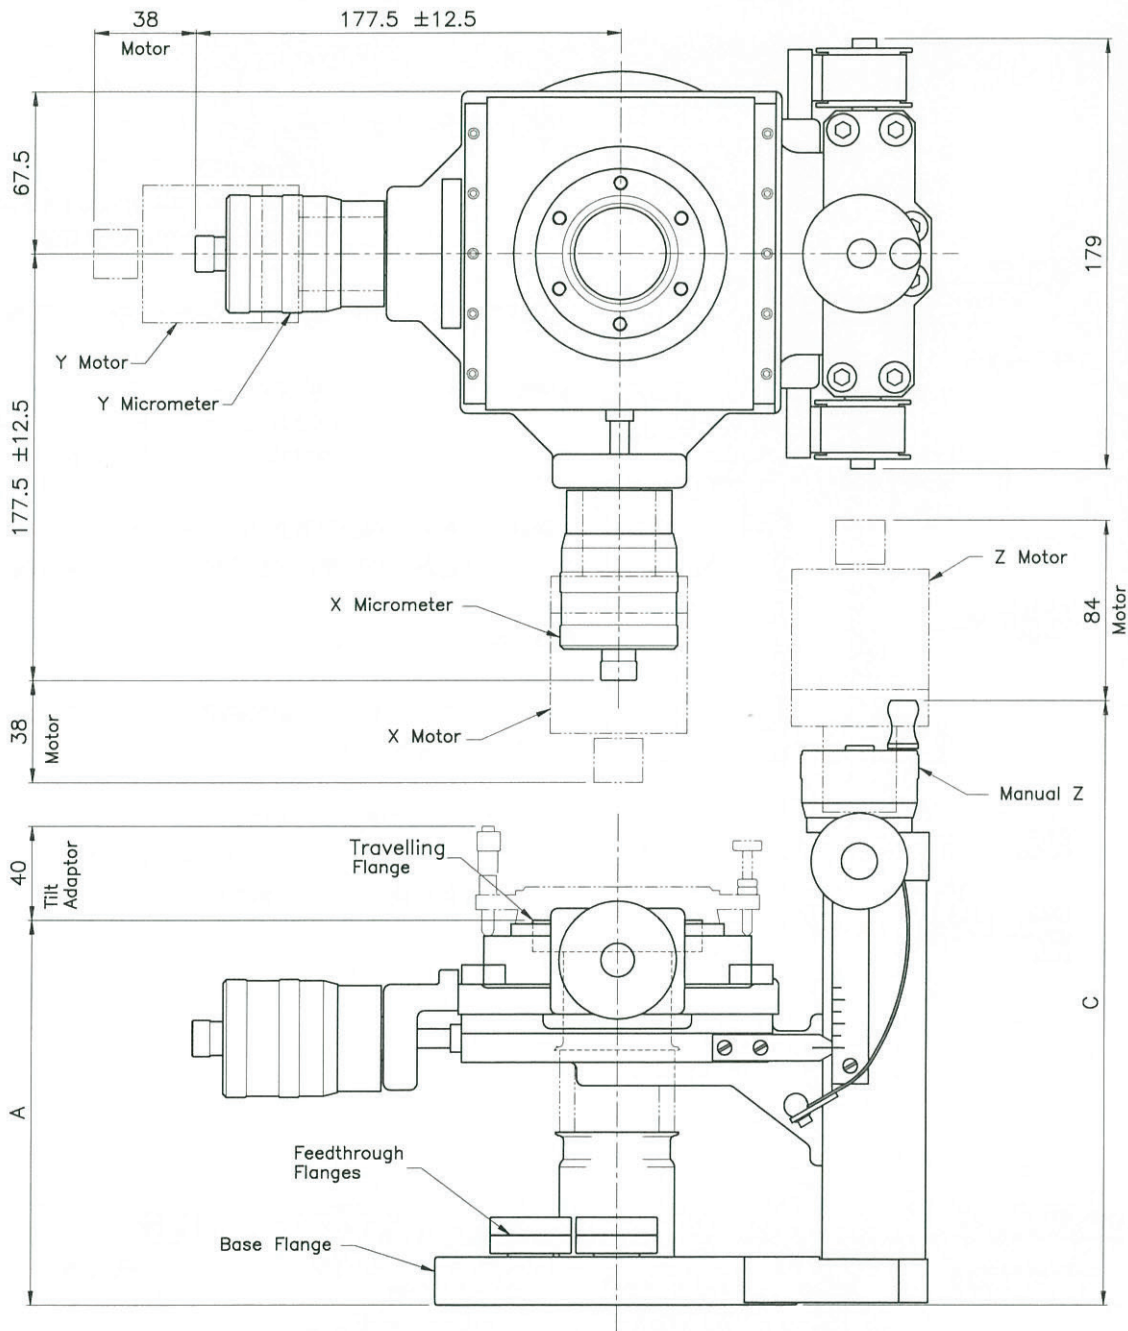 38
Motor
177.5 ±12.5
67.5
179
Y Motor
Y Micrometer
177.5 ±12.5
Z Motor
84
Motor
X Micrometer
38
Motor
X Motor
Manual Z
40
Tilt
Adaptor
Travelling
Flange
C
A
Feedthrough
Flanges
Base Flange